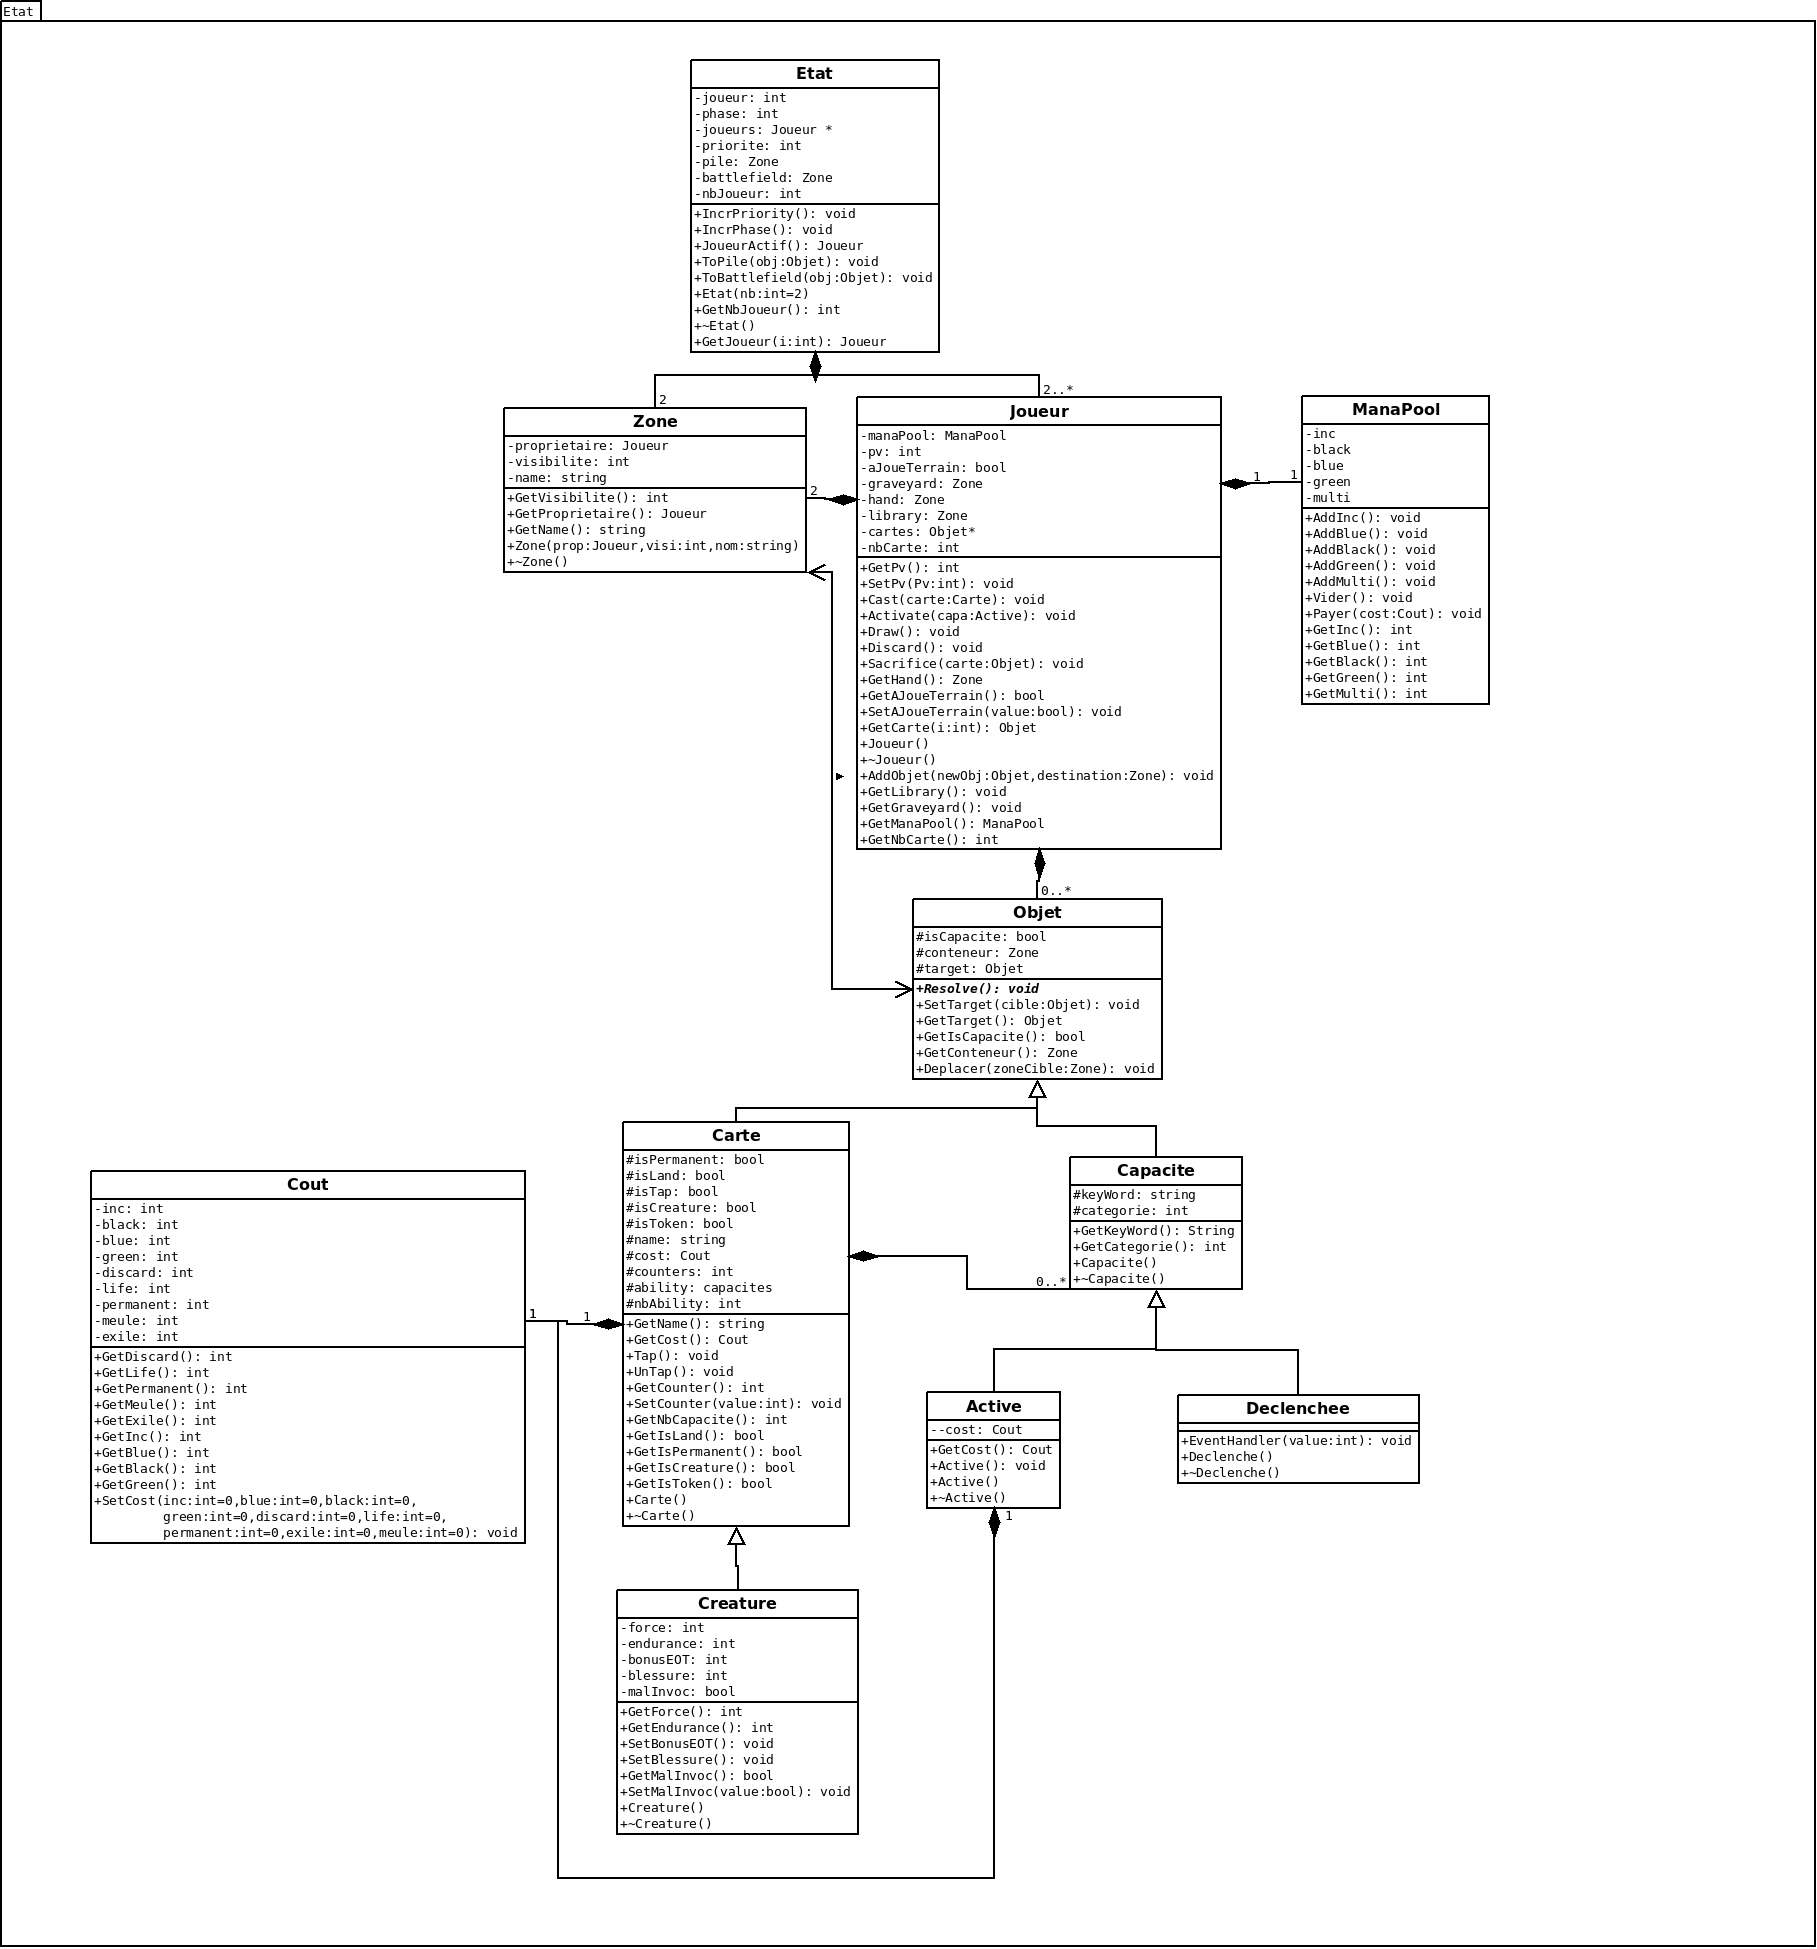 Etat
Etat
-joueur: int
-phase: int
-joueurs: Joueur *
-priorite: int
-pile: Zone
-battlefield: Zone
-nbJoueur: int
+IncrPriority(): void
+IncrPhase(): void
+JoueurActif(): Joueur
+ToPile(obj:Objet): void
+ToBattlefield(obj:Objet): void
+Etat(nb:int=2)
+GetNbJoueur(): int
+~Etat()
+GetJoueur(i:int): Joueur
2
2..*
Zone
-proprietaire: Joueur
-visibilite: int
-name: string
+GetVisibilite(): int
+GetProprietaire(): Joueur
+GetName(): string
+Zone(prop:Joueur,visi:int,nom:string)
+~Zone()
2
Joueur
-manaPool: ManaPool
-pv: int
-aJoueTerrain: bool
-graveyard: Zone
-hand: Zone
-library: Zone
-cartes: Objet*
-nbCarte: int
+GetPv(): int
+SetPv(Pv:int): void
+Cast(carte:Carte): void
+Activate(capa:Active): void
+Draw(): void
+Discard(): void
+Sacrifice(carte:Objet): void
+GetHand(): Zone
+GetAJoueTerrain(): bool
+SetAJoueTerrain(value:bool): void
+GetCarte(i:int): Objet
+Joueur()
+~Joueur()
+AddObjet(newObj:Objet,destination:Zone): void
+GetLibrary(): void
+GetGraveyard(): void
+GetManaPool(): ManaPool
+GetNbCarte(): int
1
1
ManaPool
-inc
-black
-blue
-green
-multi
+AddInc(): void
+AddBlue(): void
+AddBlack(): void
+AddGreen(): void
+AddMulti(): void
+Vider(): void
+Payer(cost:Cout): void
+GetInc(): int
+GetBlue(): int
+GetBlack(): int
+GetGreen(): int
+GetMulti(): int
0..*
Objet
#isCapacite: bool
#conteneur: Zone
#target: Objet
+Resolve(): void
+SetTarget(cible:Objet): void
+GetTarget(): Objet
+GetIsCapacite(): bool
+GetConteneur(): Zone
+Deplacer(zoneCible:Zone): void
Cout
-inc: int
-black: int
-blue: int
-green: int
-discard: int
-life: int
-permanent: int
-meule: int
-exile: int
+GetDiscard(): int
+GetLife(): int
+GetPermanent(): int
+GetMeule(): int
+GetExile(): int
+GetInc(): int
+GetBlue(): int
+GetBlack(): int
+GetGreen(): int
+SetCost(inc:int=0,blue:int=0,black:int=0,
green:int=0,discard:int=0,life:int=0,
permanent:int=0,exile:int=0,meule:int=0): void
1
1
Carte
#isPermanent: bool
#isLand: bool
#isTap: bool
#isCreature: bool
#isToken: bool
#name: string
#cost: Cout
#counters: int
#ability: capacites
#nbAbility: int
+GetName(): string
+GetCost(): Cout
+Tap(): void
+UnTap(): void
+GetCounter(): int
+SetCounter(value:int): void
+GetNbCapacite(): int
+GetIsLand(): bool
+GetIsPermanent(): bool
+GetIsCreature(): bool
+GetIsToken(): bool
+Carte()
+~Carte()
0..*
Capacite
#keyWord: string
#categorie: int
+GetKeyWord(): String
+GetCategorie(): int
+Capacite()
+~Capacite()
Active
--cost: Cout
+GetCost(): Cout
+Active(): void
+Active()
+~Active()
1
Declenchee
+EventHandler(value:int): void
+Declenche()
+~Declenche()
Creature
-force: int
-endurance: int
-bonusEOT: int
-blessure: int
-malInvoc: bool
+GetForce(): int
+GetEndurance(): int
+SetBonusEOT(): void
+SetBlessure(): void
+GetMalInvoc(): bool
+SetMalInvoc(value:bool): void
+Creature()
+~Creature()